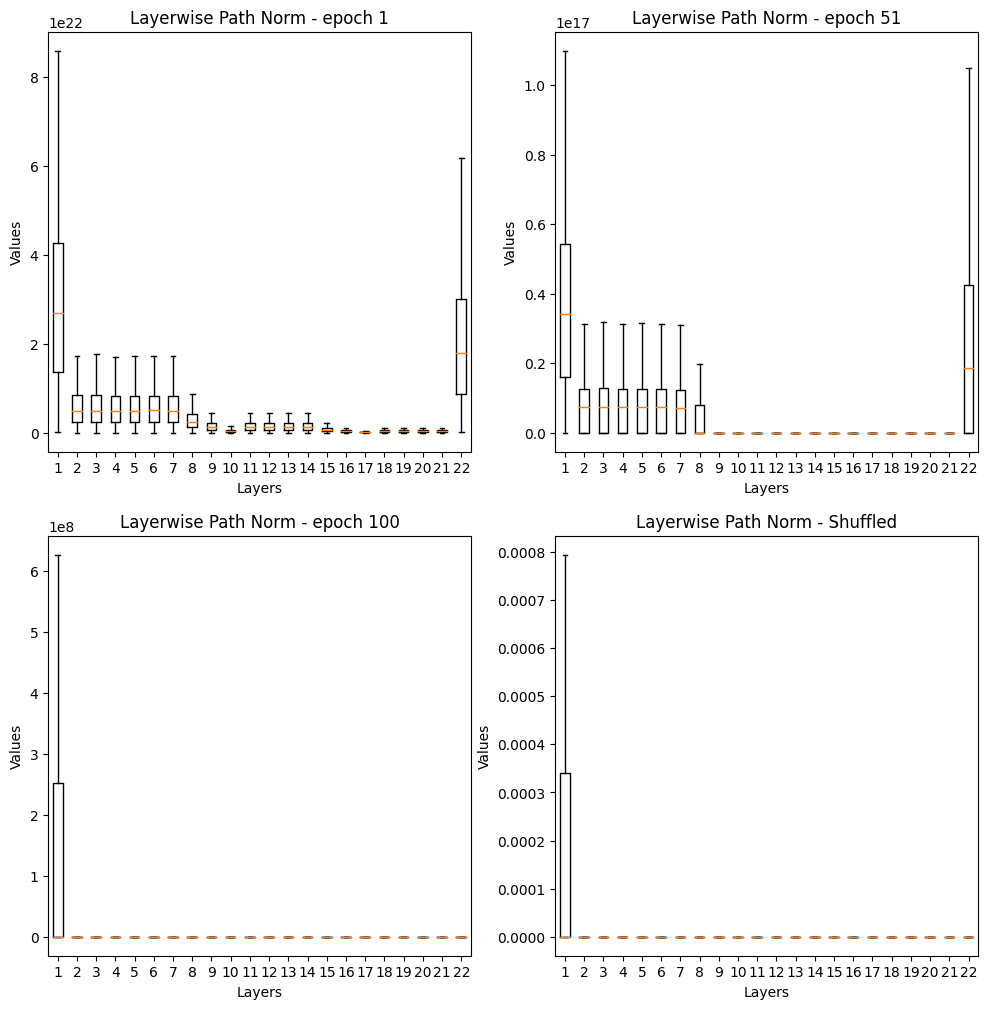 Layerwise Path Norm - epoch 1
1e22
8
6
4
2
0
Values
1 2 3 4 5 6 7 8 9 10 11 12 13 14 15 16 17 18 19 20 21 22
Layers
Layerwise Path Norm - epoch 51
1e17
1.0
0.8
0.6
0.4
0.2
0.0
Values
1 2 3 4 5 6 7 8 9 10 11 12 13 14 15 16 17 18 19 20 21 22
Layers
Layerwise Path Norm - epoch 100
1e8
6
5
4
3
2
1
0
Values
1 2 3 4 5 6 7 8 9 10 11 12 13 14 15 16 17 18 19 20 21 22
Layers
Layerwise Path Norm - Shuffled
0.0008
0.0007
0.0006
0.0005
0.0004
0.0003
0.0002
0.0001
0.0000
Values
1 2 3 4 5 6 7 8 9 10 11 12 13 14 15 16 17 18 19 20 21 22
Layers